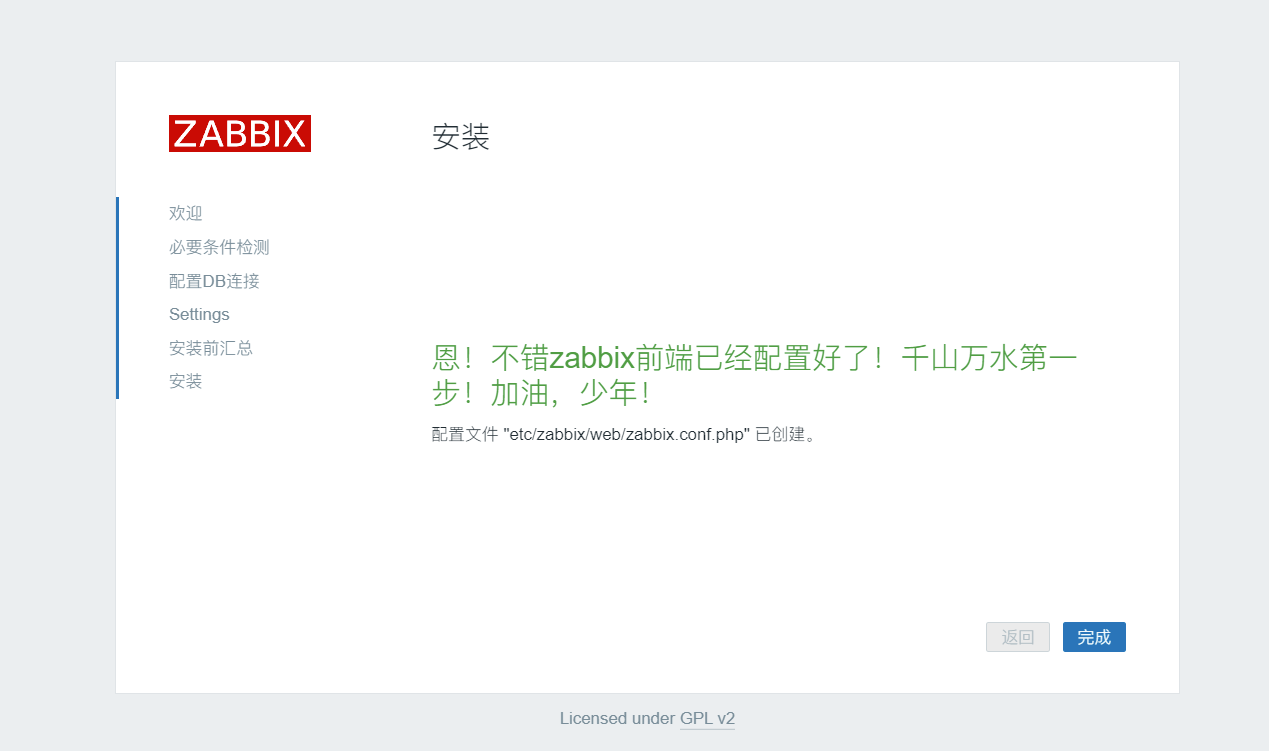 ZABBIX
安装
欢迎
必要条件检测
配置DB连接
Settings
安装前汇总
安装
恩！不错zabbix前端已经配置好了！千山万水第一
步！加油，少年！
配置文件 "etc/zabbix/web/zabbix.conf.php" 已创建。
返回
完成
Licensed under GPL v2